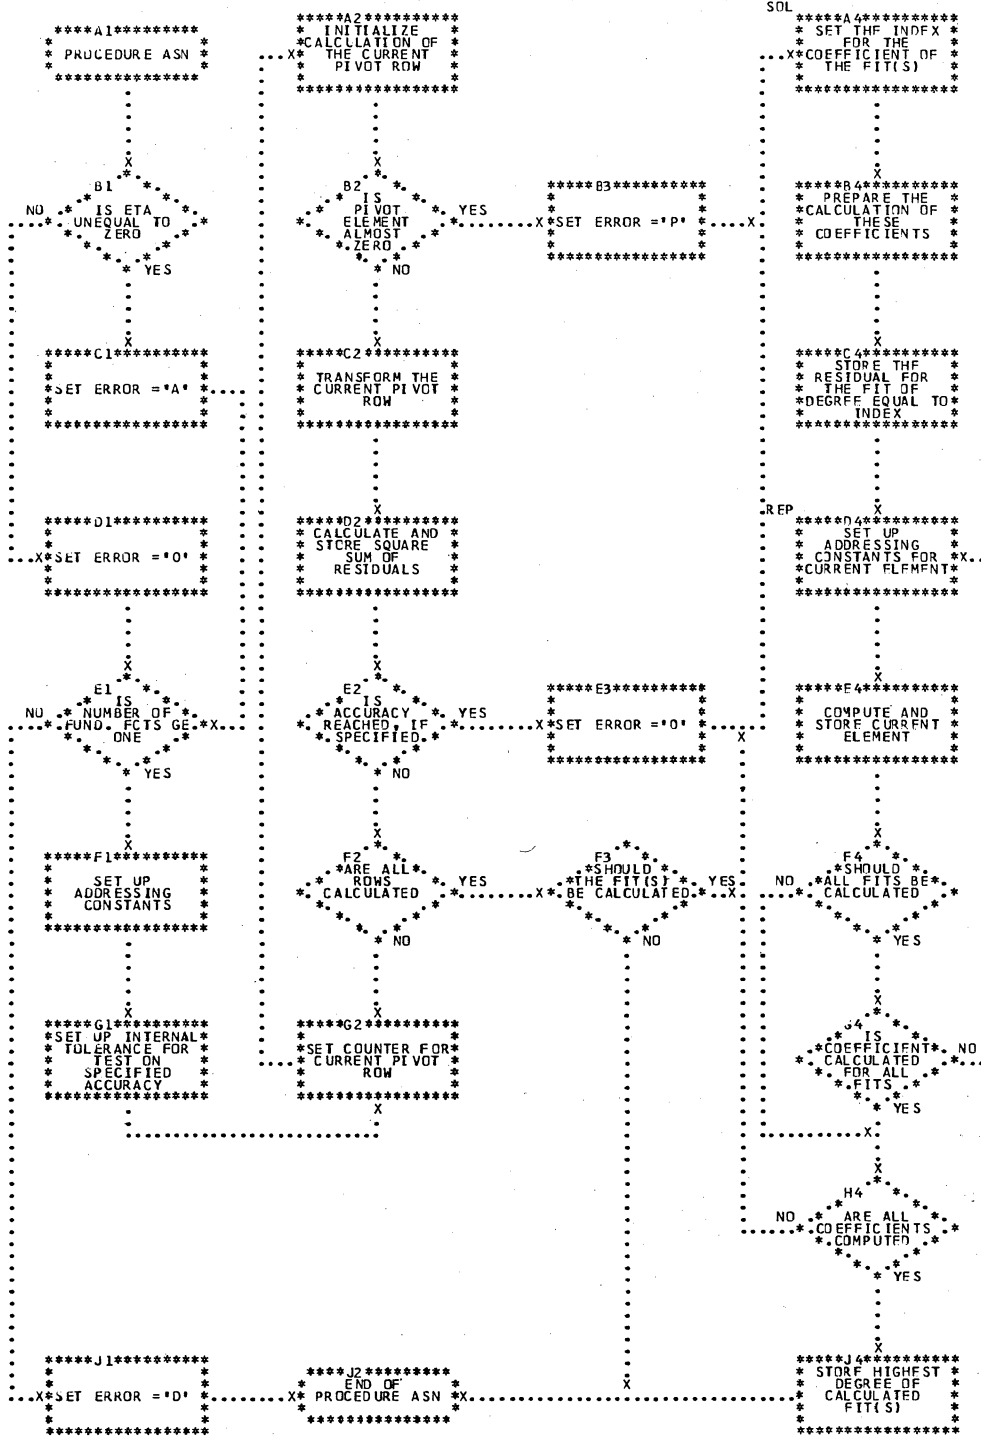 A1
PROCEDURE ASN
B1
IS ETA
UNEQUAL TO
ZERO
NO
YES
C1
SET ERROR ='A'
D1
SET ERROR ='0'
E1
IS
NUMBER OF
FUND.FCTS GE
ONE
NO
YES
F1
SET UP
ADDRESSING
CONSTANTS
G1
SET UP INTERNAL
TOLERANCE FOR
TEST ON
SPECIFIED
ACCURACY
J1
SET ERROR ='D'
A2
INITIALIZE
CALCULATION OF
THE CURRENT
PIVOT ROW
B2
IS
PIVOT
ELEMENT
ALMOST
ZERO
YES
NO
C2
TRANSFORM THE
CURRENT PIVOT
ROW
D2
CALCULATE AND
STORE SQUARE
SUM OF
RESIDUALS
E2
IS
ACCURACY
REACHED, IF
SPECIFIED
YES
NO
F2
ARE ALL
ROWS
CALCULATED
YES
NO
G2
SET COUNTER FOR
CURRENT PIVOT
ROW
J2
END OF
PROCEDURE ASN
B3
SET ERROR ='P'
E3
SET ERROR ='0'
F3
SHOULD
THE FIT(S)
BE CALCULATED
YES
NO
SOL
A4
SET THE INDEX
FOR THE
COEFFICIENT OF
THE FIT(S)
B4
PREPARE THE
CALCULATION OF
THESE
COEFFICIENTS
C4
STORE THE
RESIDUAL FOR
THE FIT OF
DEGREE EQUAL TO
INDEX
REP
D4
SET UP
ADDRESSING
CONSTANTS FOR
CURRENT ELEMENT
E4
COMPUTE AND
STORE CURRENT
ELEMENT
F4
SHOULD
ALL FITS BE
CALCULATED
NO
YES
G4
IS
COEFFICIENT
CALCULATED
FOR ALL
FITS
NO
YES
H4
ARE ALL
COEFFICIENTS
COMPUTED
NO
YES
J4
STORE HIGHEST
DEGREE OF
CALCULATED
FIT(S)